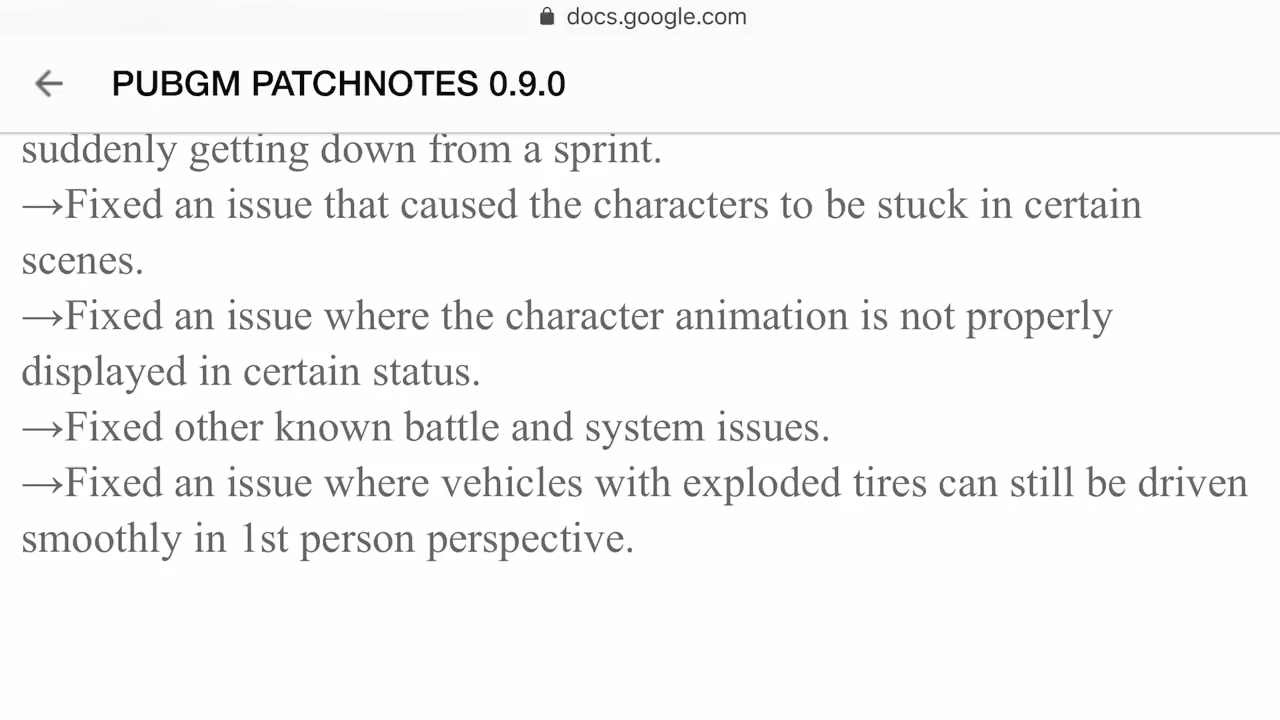 docs.google.com
PUBGM PATCHNOTES 0.9.0
suddenly getting down from a sprint.
→Fixed an issue that caused the characters to be stuck in certain
scenes.
→Fixed an issue where the character animation is not properly
displayed in certain status.
→Fixed other known battle and system issues.
→Fixed an issue where vehicles with exploded tires can still be driven
smoothly in 1st person perspective.